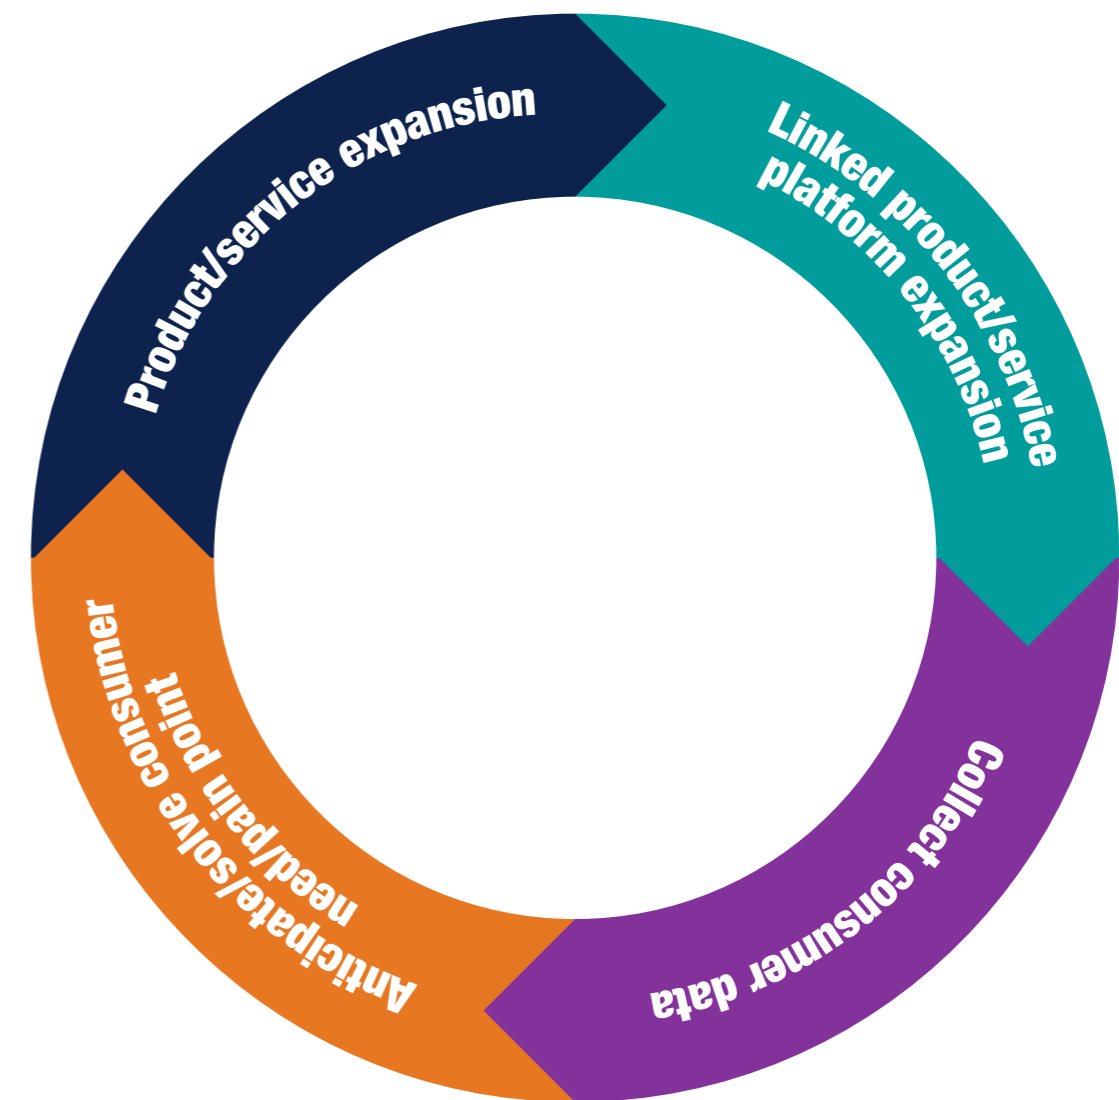 Product/service expansion
Linked product/service
platform expansion
Collect consumer data
Anticipate/solve consumer
need/pain point